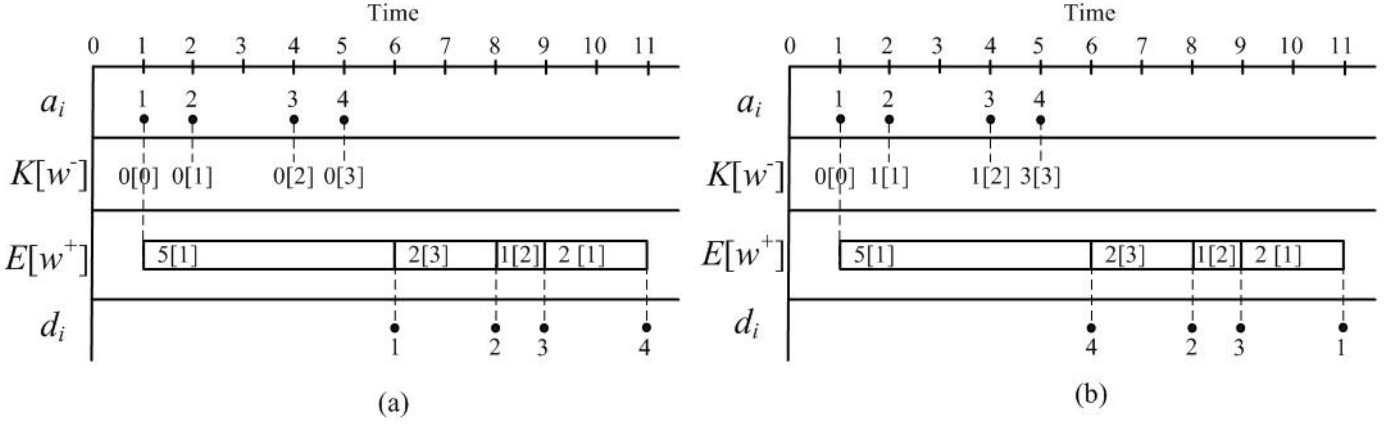 Time
0 1 2 3 4 5 6 7 8 9 10 11
a_i 1 2 3 4
K[w⁻] 0[0] 0[1] 0[2] 0[3]
E[w⁺] 5[1] 2[3] 1[2] 2 [1]
d_i 1 2 3 4
(a)
Time
0 1 2 3 4 5 6 7 8 9 10 11
a_i 1 2 3 4
K[w⁻] 0[0] 1[1] 1[2] 3[3]
E[w⁺] 5[1] 2[3] 1[2] 2 [1]
d_i 4 2 3 1
(b)